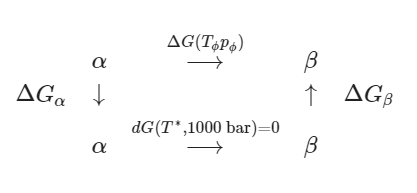 ΔG(T_ϕ p_ϕ)
α ⟶ β
ΔG_α ↓ ↑ ΔG_β
dG(T*,1000 bar)=0
α ⟶ β